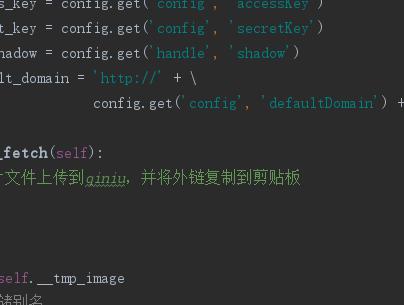 s_key = config.get('config', 'accessKey')
t_key = config.get('config', 'secretKey')
hadow = config.get('handle', 'shadow')
lt_domain = 'http://' + \
config.get('config', 'defaultDomain') +
_fetch(self):
文件上传到qiniu，并将外链复制到剪贴板
self.__tmp_image
储别名